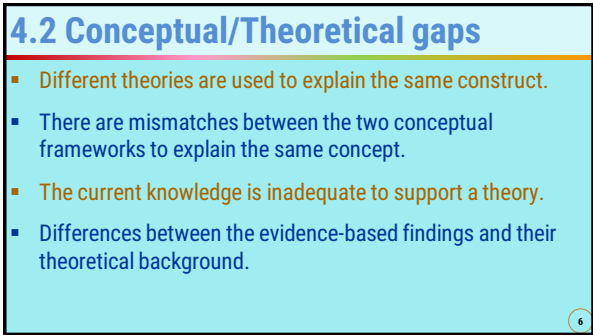 4.2 Conceptual/Theoretical gaps
▪ Different theories are used to explain the same construct.
▪ There are mismatches between the two conceptual
frameworks to explain the same concept.
▪ The current knowledge is inadequate to support a theory.
▪ Differences between the evidence-based findings and their
theoretical background.
6